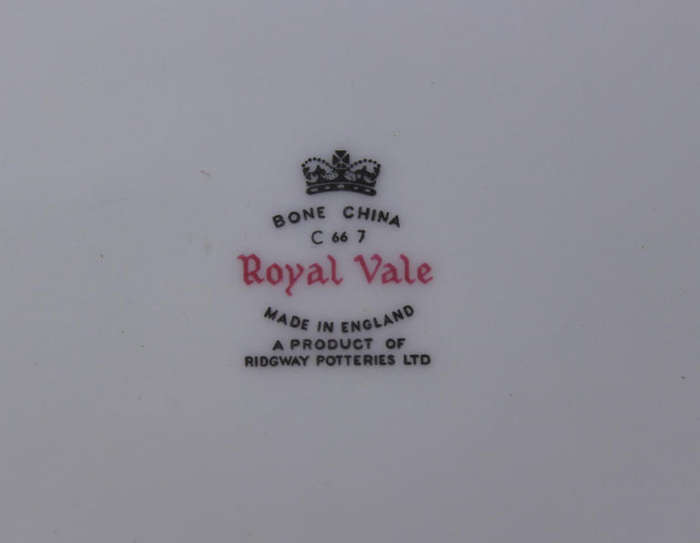 BONE CHINA
C 66 7
Royal Vale
MADE IN ENGLAND
A PRODUCT OF
RIDGWAY POTTERIES LTD